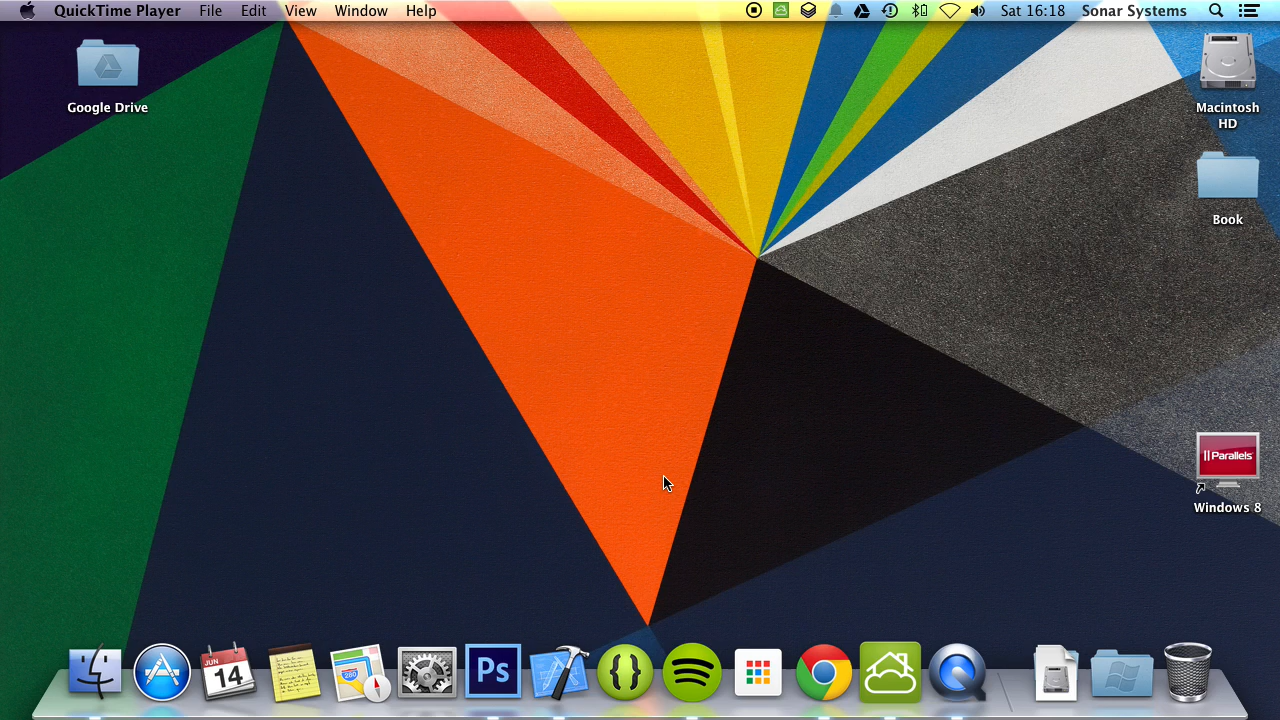 QuickTime Player File Edit View Window Help Sat 16:18 Sonar Systems
Google Drive
Macintosh
HD
Book
|| Parallels
Windows 8
JUN
14
280
Ps
{}